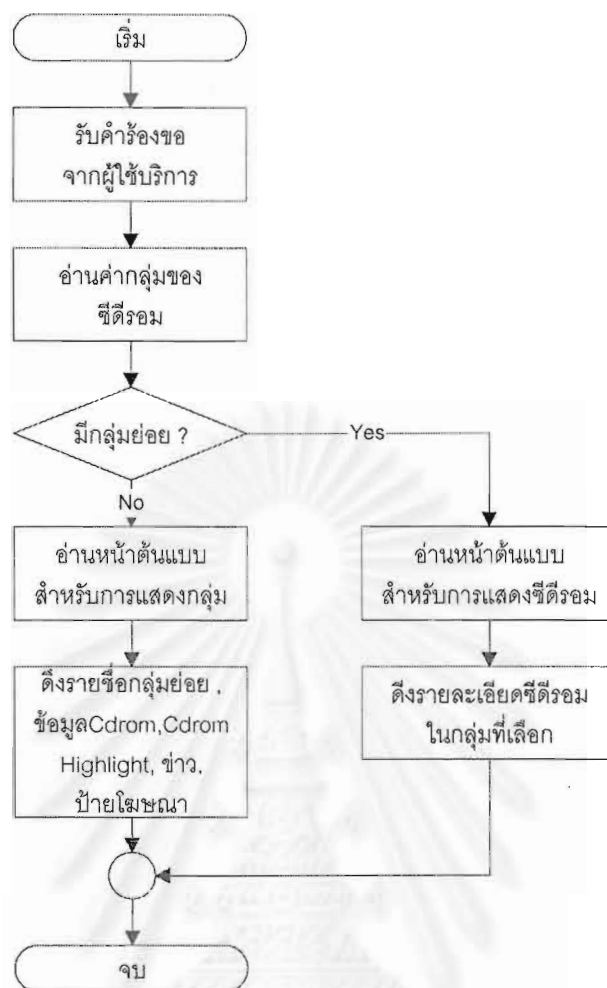 เริ่ม
รับคำร้องขอ
จากผู้ใช้บริการ
อ่านค่ากลุ่มของ
ซีดีรอม
มีกลุ่มย่อย ?
Yes
No
อ่านหน้าต้นแบบ
สำหรับการแสดงกลุ่ม
อ่านหน้าต้นแบบ
สำหรับการแสดงซีดีรอม
ดึงรายชื่อกลุ่มย่อย ,
ข้อมูลCdrom,Cdrom
Highlight, ข่าว,
ป้ายโฆษณา
ดึงรายละเอียดซีดีรอม
ในกลุ่มที่เลือก
จบ